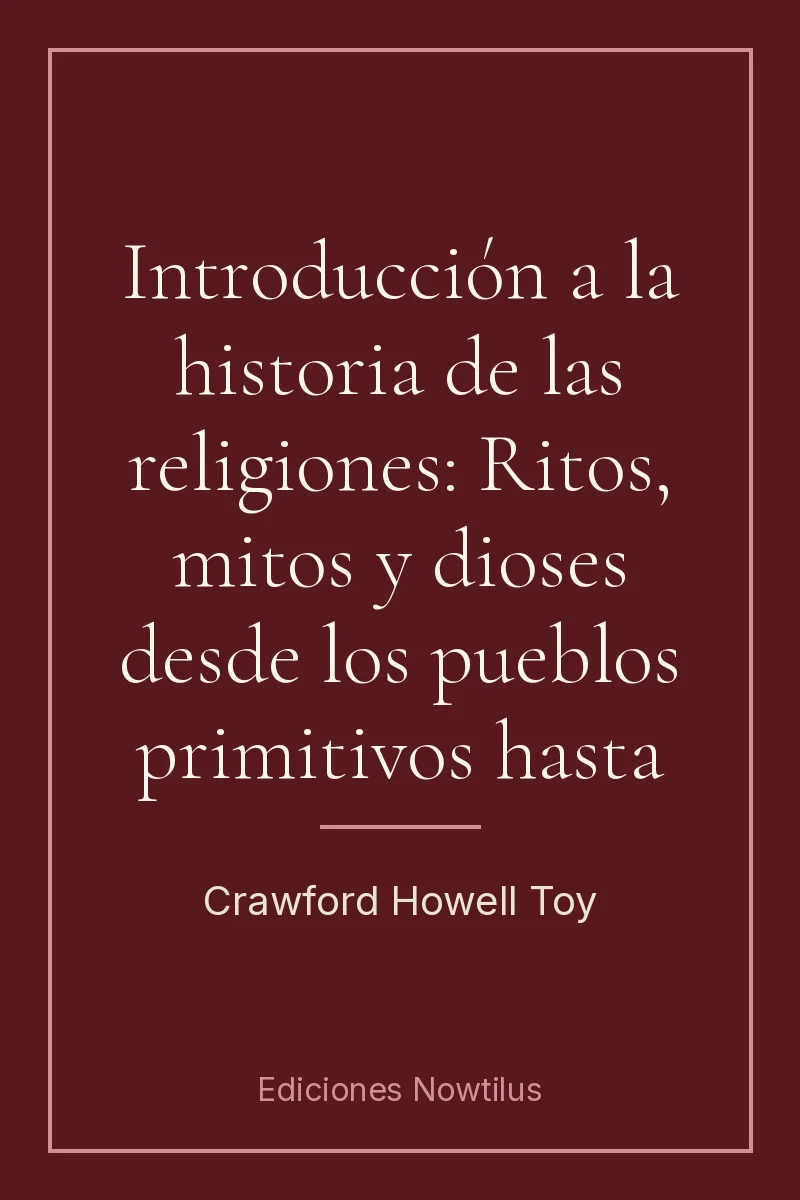 Introducción a la
historia de las
religiones: Ritos,
mitos y dioses
desde los pueblos
primitivos hasta
Crawford Howell Toy
Ediciones Nowtilus